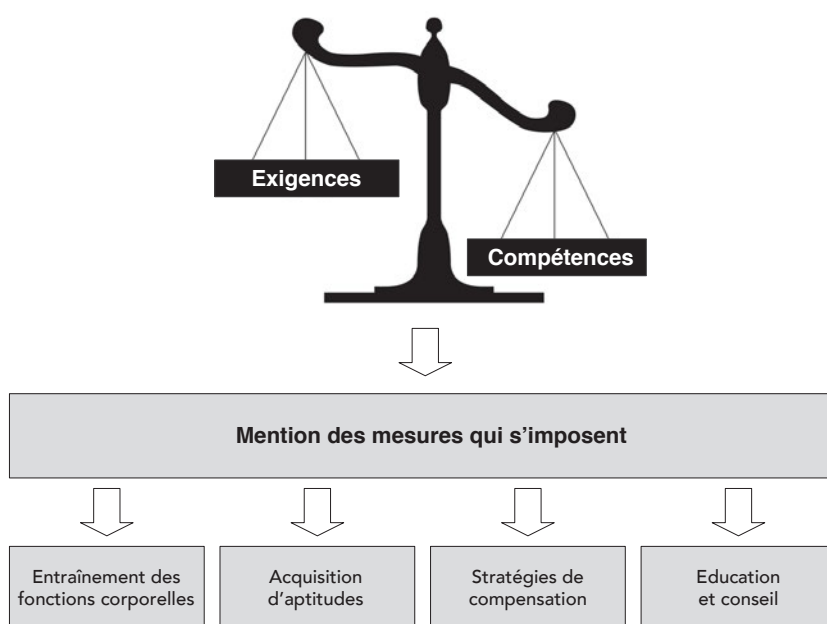 Exigences
Compétences
Mention des mesures qui s’imposent
Entraînement des
fonctions corporelles
Acquisition
d’aptitudes
Stratégies de
compensation
Education
et conseil